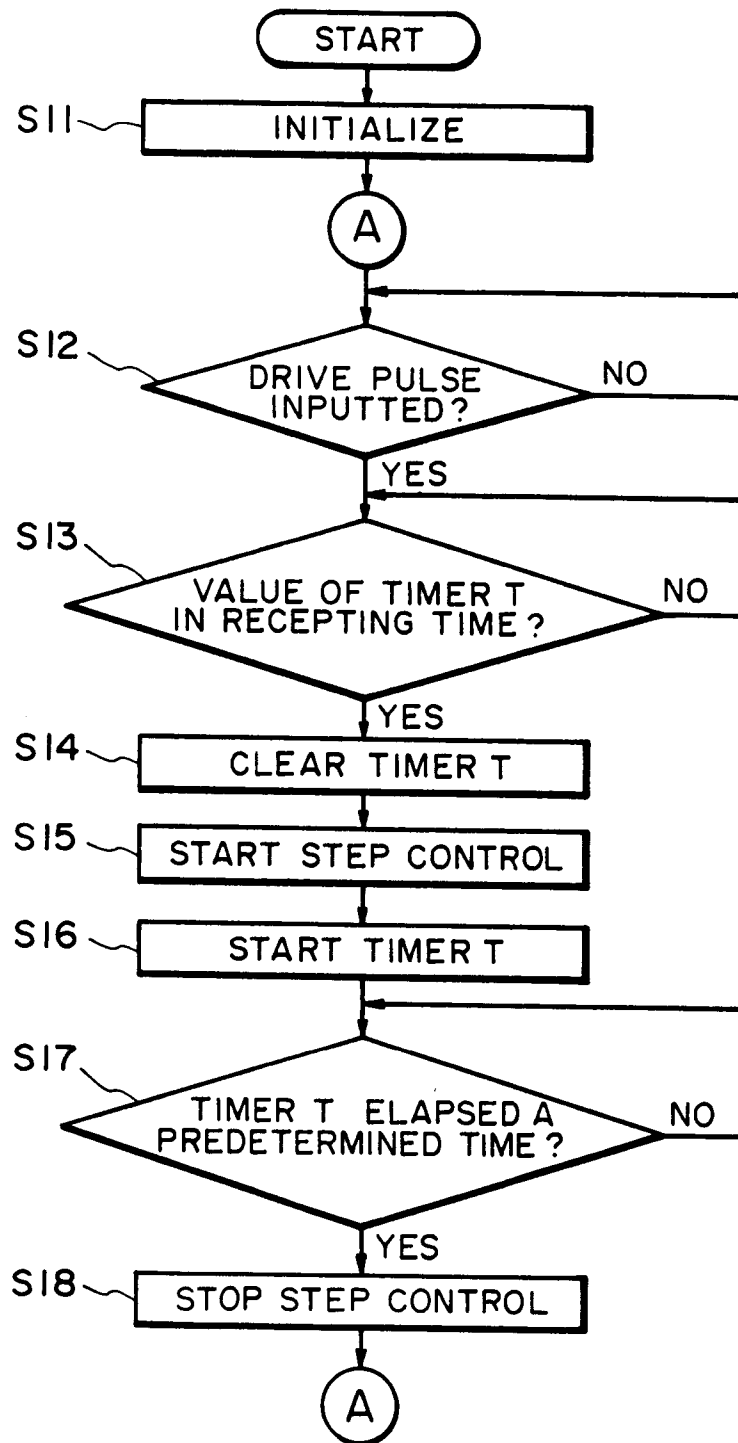 START
S11
INITIALIZE
A
S12
DRIVE PULSE
INPUTTED?
NO
YES
S13
VALUE OF TIMER T
IN RECEPTING TIME?
NO
YES
S14
CLEAR TIMER T
S15
START STEP CONTROL
S16
START TIMER T
S17
TIMER T ELAPSED A
PREDETERMINED TIME?
NO
YES
S18
STOP STEP CONTROL
A